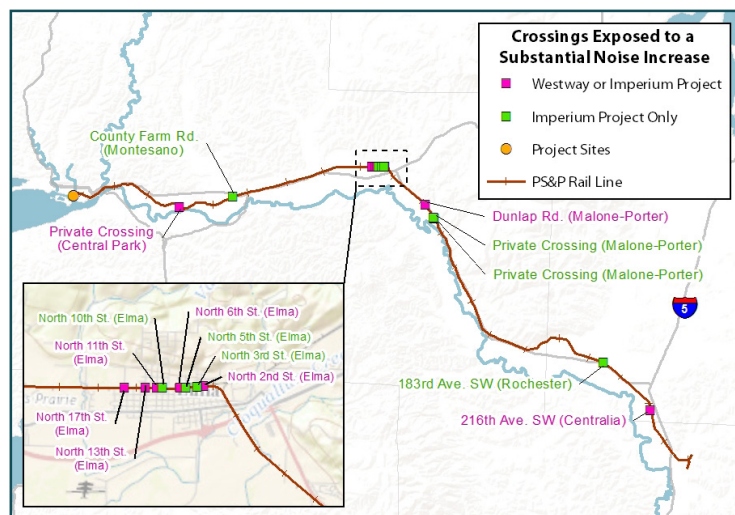 Crossings Exposed to a
Substantial Noise Increase
Westway or Imperium Project
Imperium Project Only
Project Sites
PS&P Rail Line
County Farm Rd.
(Montesano)
Private Crossing
(Central Park)
Dunlap Rd. (Malone-Porter)
Private Crossing (Malone-Porter)
Private Crossing (Malone-Porter)
5
183rd Ave. SW (Rochester)
216th Ave. SW (Centralia)
North 6th St. (Elma)
North 10th St. (Elma)
North 5th St. (Elma)
North 11th St.
(Elma)
North 3rd St. (Elma)
North 2nd St. (Elma)
North 17th St.
(Elma)
North 13th St.
(Elma)
Prairie